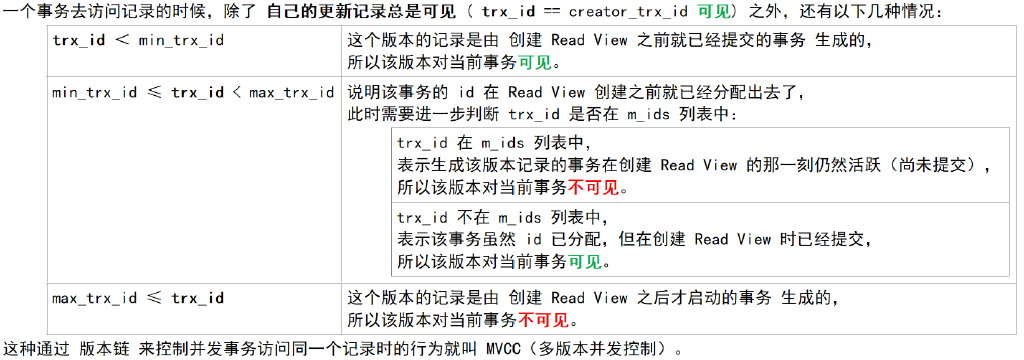 一个事务去访问记录的时候，除了 自己的更新记录总是可见（ trx_id == creator_trx_id 可见）之外，还有以下几种情况：
trx_id < min_trx_id
这个版本的记录是由 创建 Read View 之前就已经提交的事务 生成的，
所以该版本对当前事务可见。
min_trx_id ≤ trx_id < max_trx_id
说明该事务的 id 在 Read View 创建之前就已经分配出去了，
此时需要进一步判断 trx_id 是否在 m_ids 列表中：
trx_id 在 m_ids 列表中，
表示生成该版本记录的事务在创建 Read View 的那一刻仍然活跃（尚未提交），
所以该版本对当前事务不可见。
trx_id 不在 m_ids 列表中，
表示该事务虽然 id 已分配，但在创建 Read View 时已经提交，
所以该版本对当前事务可见。
max_trx_id ≤ trx_id
这个版本的记录是由 创建 Read View 之后才启动的事务 生成的，
所以该版本对当前事务不可见。
这种通过 版本链 来控制并发事务访问同一个记录时的行为就叫 MVCC（多版本并发控制）。